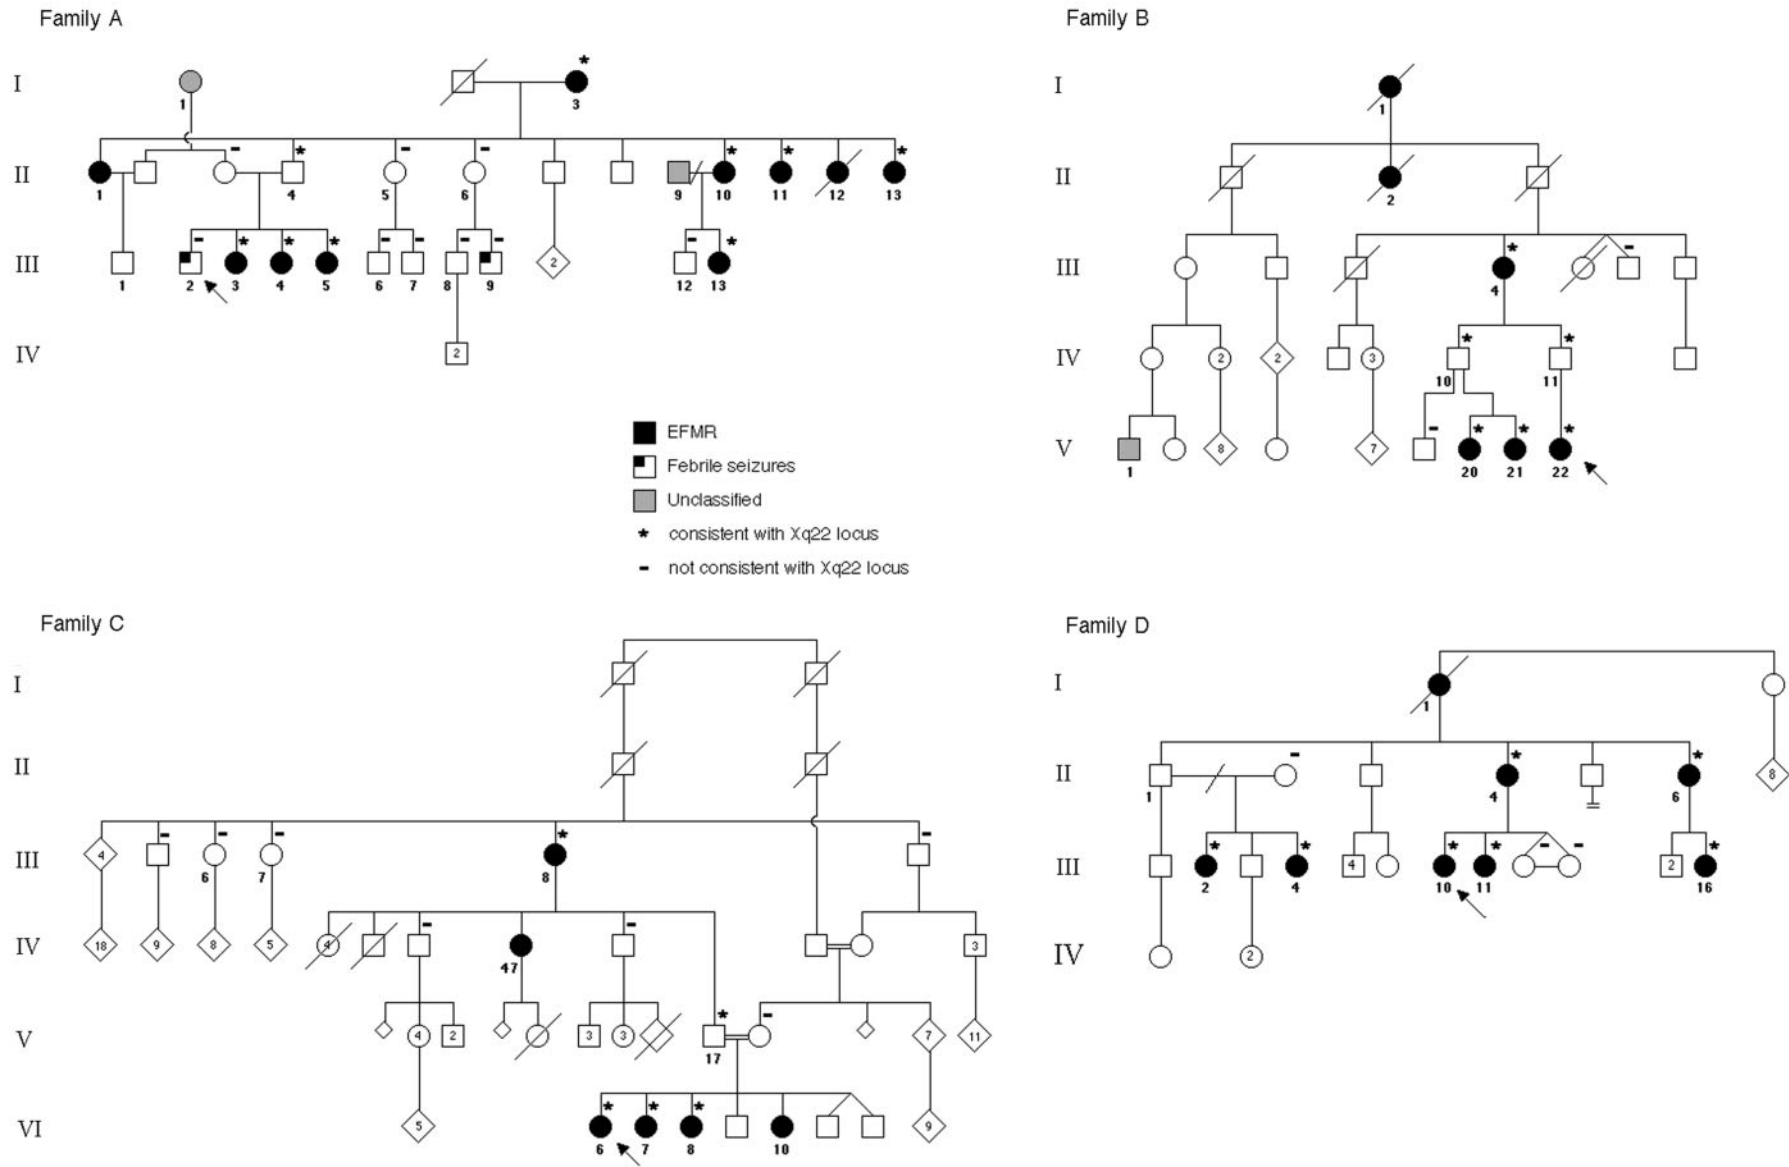 Family A
I
1
*
3
II
- * - - * * *
1 4 5 6 9 10 11 12 13
III
- * * * - - - - 2 - *
1 2 3 4 5 6 7 8 9 12 13
IV
2
Family B
I
1
II
2
III
* -
4
IV
* *
2 2 3
10 11
V
- * * *
8 7
1 20 21 22
EFMR
Febrile seizures
Unclassified
* consistent with Xq22 locus
- not consistent with Xq22 locus
Family C
I
II
III
- - - * -
4
6 7 8
IV
- -
18 9 8 5 4 3
47
V
* -
4 2 3 3 7 11
17
VI
* * *
5 9
6 7 8 10
Family D
I
1
II
- * *
8
1 4 6
III
* * * * - - *
4 2
2 4 10 11 16
IV
2